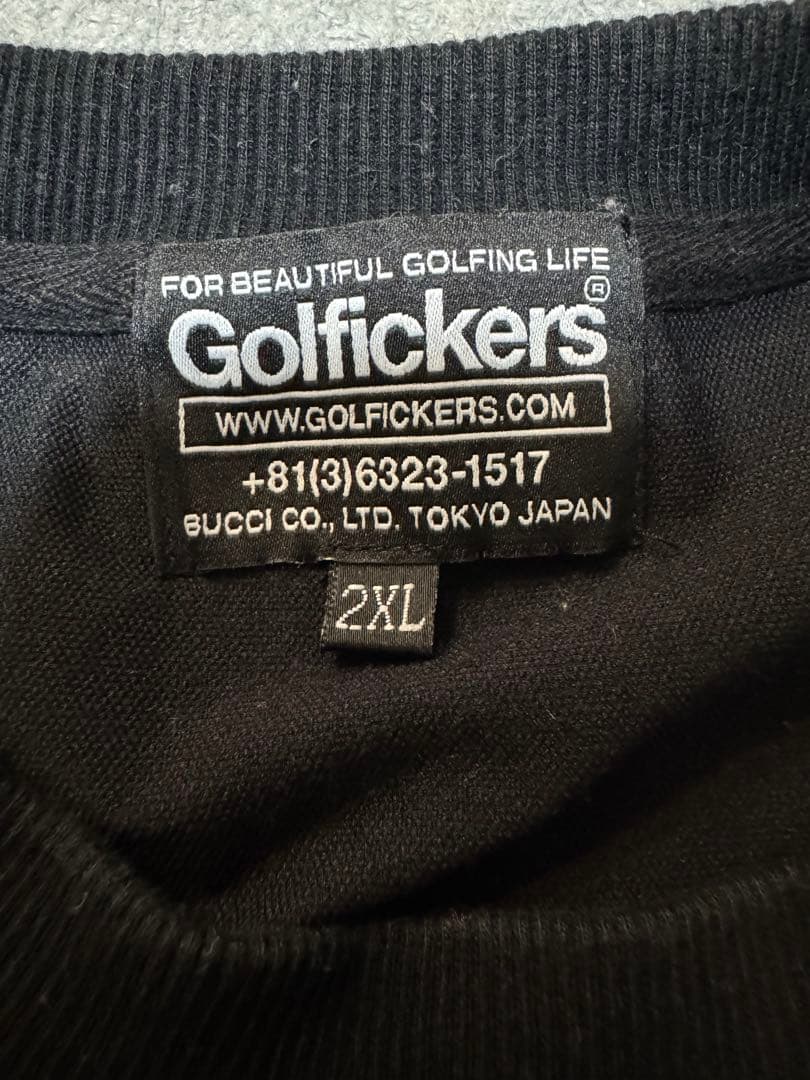 FOR BEAUTIFUL GOLFING LIFE
Golfickers®
WWW.GOLFICKERS.COM
+81(3)6323-1517
BUCCI CO., LTD. TOKYO JAPAN
2XL